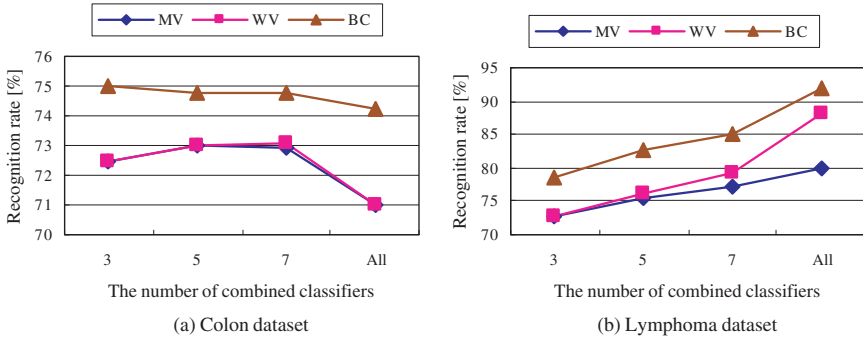 MV WV BC
76
75
74
73
72
71
70
Recognition rate [%]
3 5 7 All
The number of combined classifiers
(a) Colon dataset
MV WV BC
95
90
85
80
75
70
Recognition rate [%]
3 5 7 All
The number of combined classifiers
(b) Lymphoma dataset